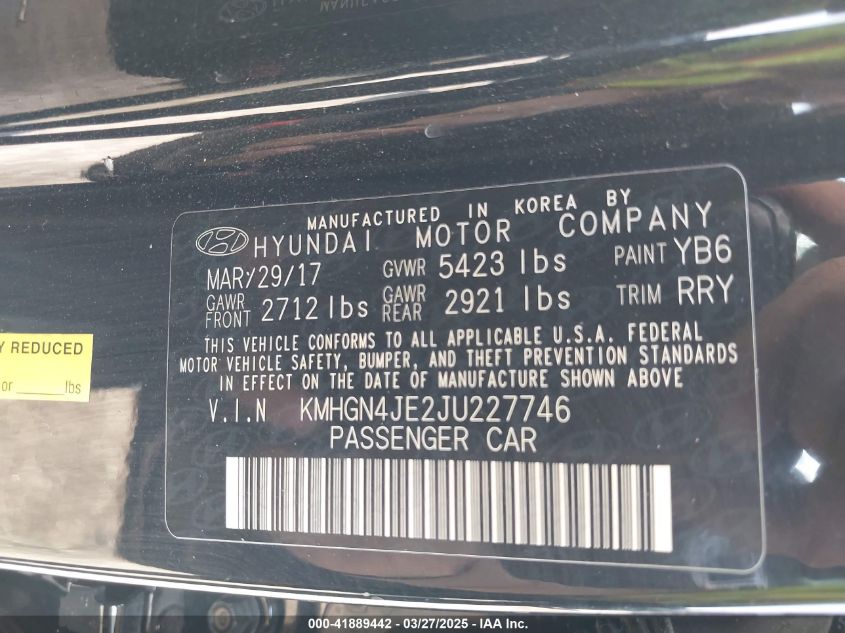 MANUFACTURED IN KOREA BY
HYUNDAI MOTOR COMPANY
MAR/29/17 GVWR 5423 lbs PAINT YB6
GAWR FRONT 2712 lbs GAWR REAR 2921 lbs TRIM RRY
THIS VEHICLE CONFORMS TO ALL APPLICABLE U.S.A. FEDERAL
MOTOR VEHICLE SAFETY, BUMPER, AND THEFT PREVENTION STANDARDS
IN EFFECT ON THE DATE OF MANUFACTURE SHOWN ABOVE
V.I.N KMHGN4JE2JU227746
PASSENGER CAR
Y REDUCED
or ______lbs
000-41889442 - 03/27/2025 - IAA Inc.